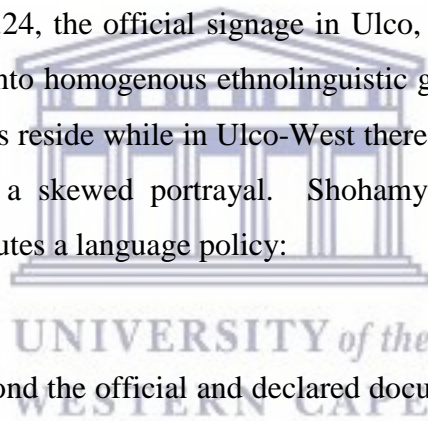 .24, the official signage in Ulco,
nto homogenous ethnolinguistic g
s reside while in Ulco-West there
a skewed portrayal. Shohamy
utes a language policy:
UNIVERSITY of the
ond the official and declared docu
WESTERN CAPE